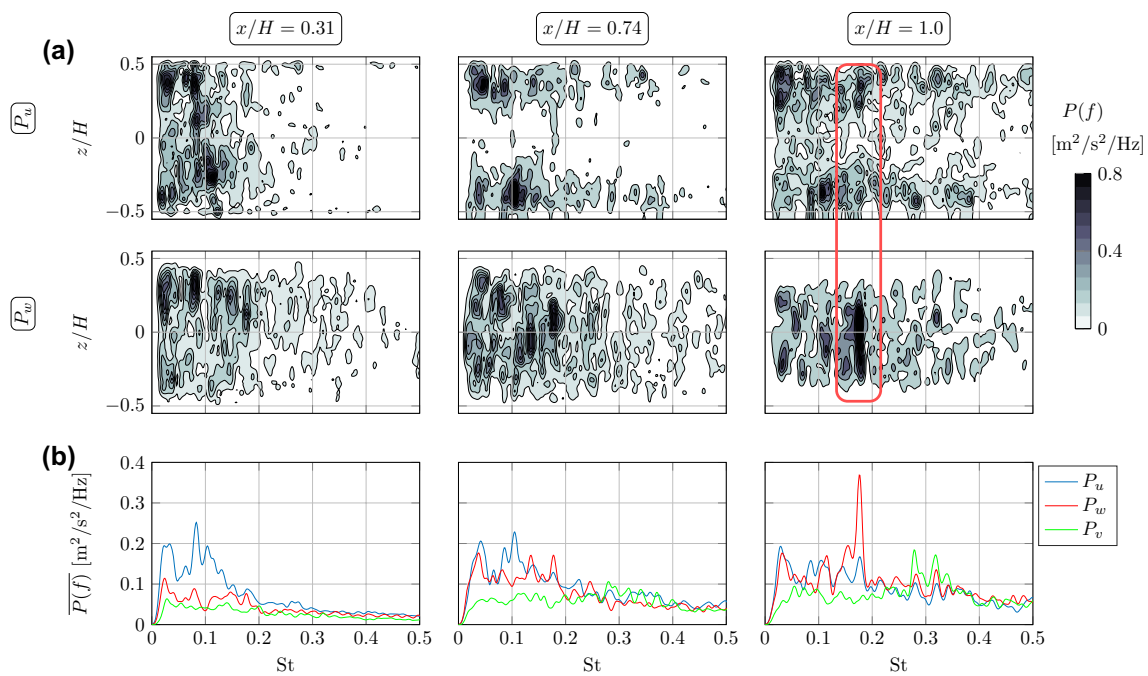 x/H = 0.31
x/H = 0.74
x/H = 1.0
(a)
P_u
z/H
0.5
0
−0.5
P(f)
[m²/s²/Hz]
0.8
0.4
0
P_w
z/H
0.5
0
−0.5
(b)
P(f) [m²/s²/Hz]
0.4
0.3
0.2
0.1
0
0 0.1 0.2 0.3 0.4 0.5
0 0.1 0.2 0.3 0.4 0.5
0 0.1 0.2 0.3 0.4 0.5
St
St
St
P_u
P_w
P_v